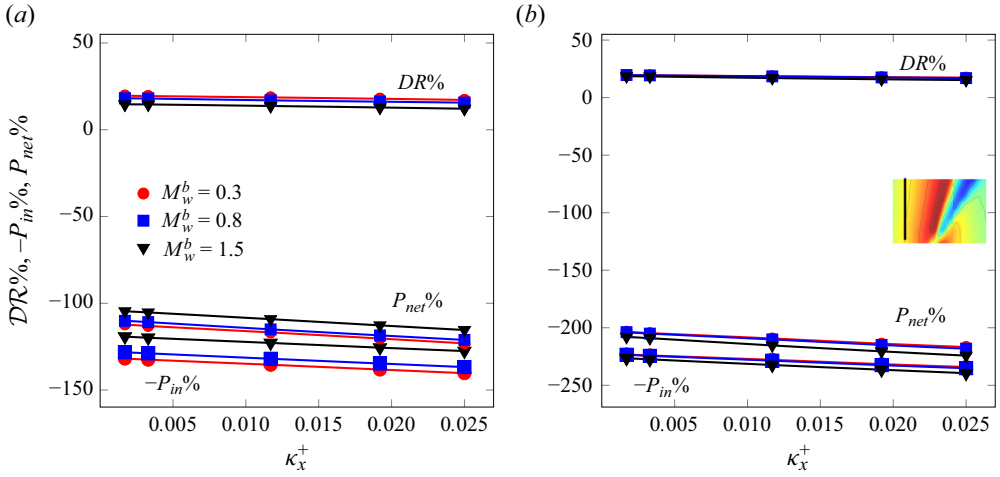 (a)
50
0
−50
−100
−150
DR%, −P_in%, P_net%
DR%
M_w^b = 0.3
M_w^b = 0.8
M_w^b = 1.5
P_net%
−P_in%
0.005 0.010 0.015 0.020 0.025
κ_x^+
(b)
50
0
−50
−100
−150
−200
−250
DR%
P_net%
−P_in%
0.005 0.010 0.015 0.020 0.025
κ_x^+